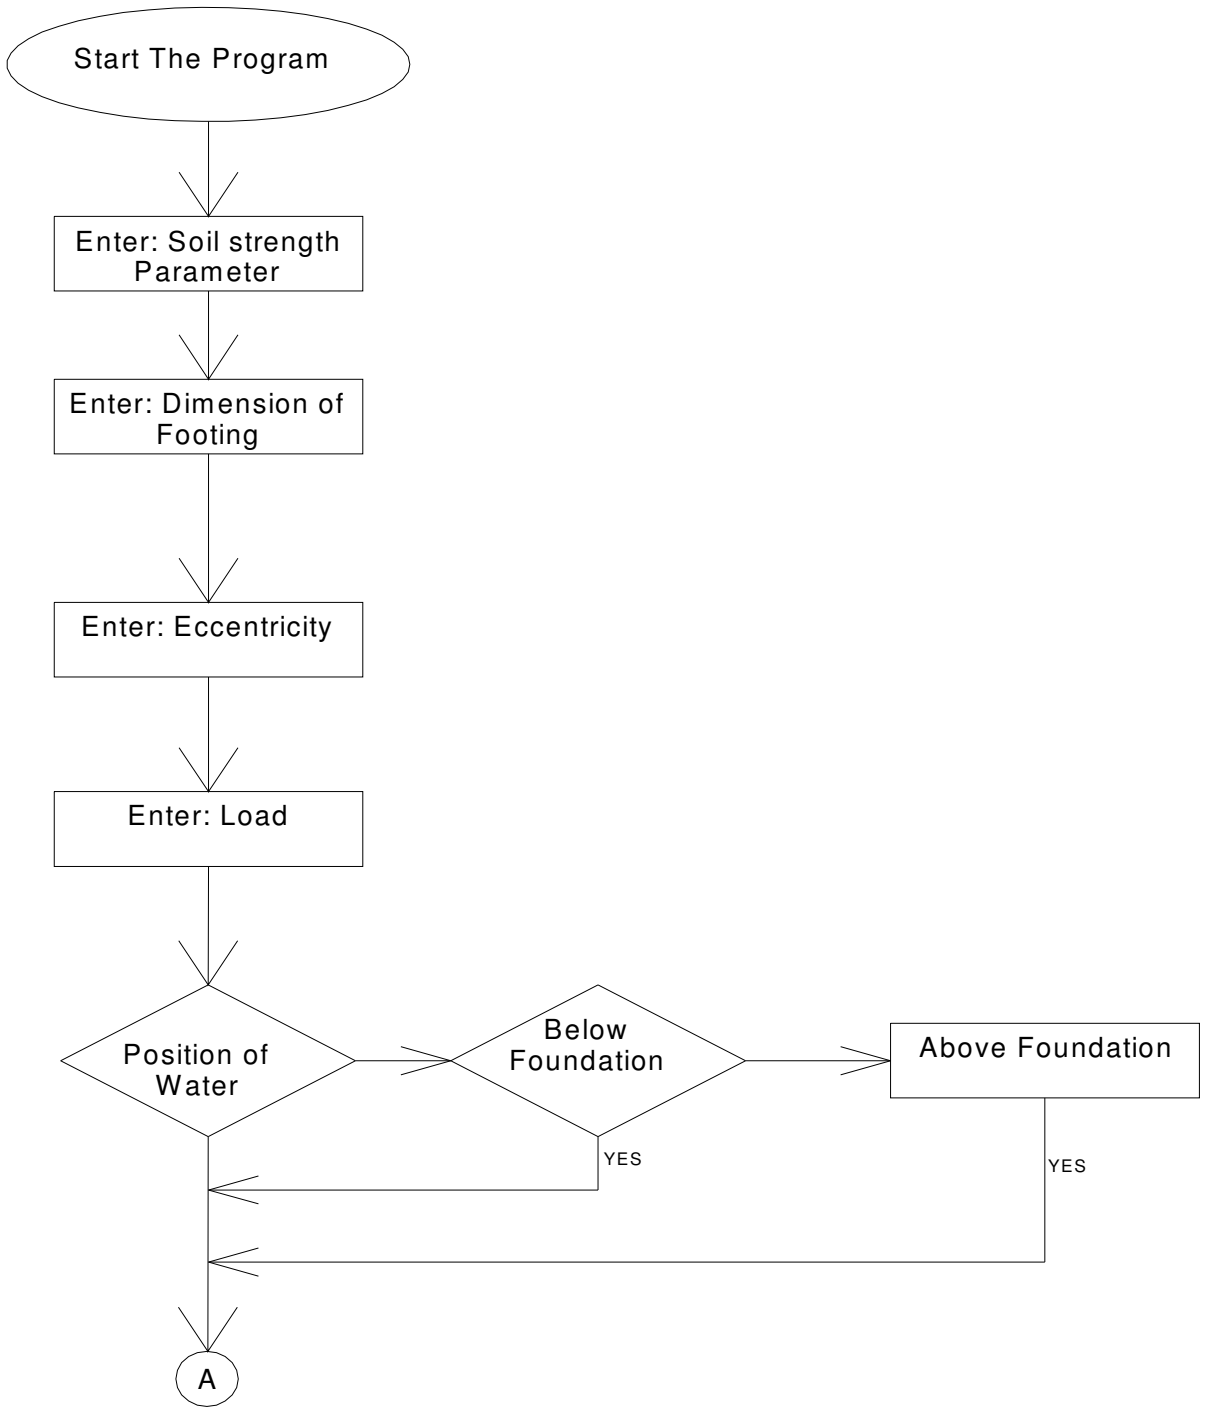 Start The Program
Enter: Soil strength
Parameter
Enter: Dimension of
Footing
Enter: Eccentricity
Enter: Load
Position of
Water
Below
Foundation
Above Foundation
YES
YES
A